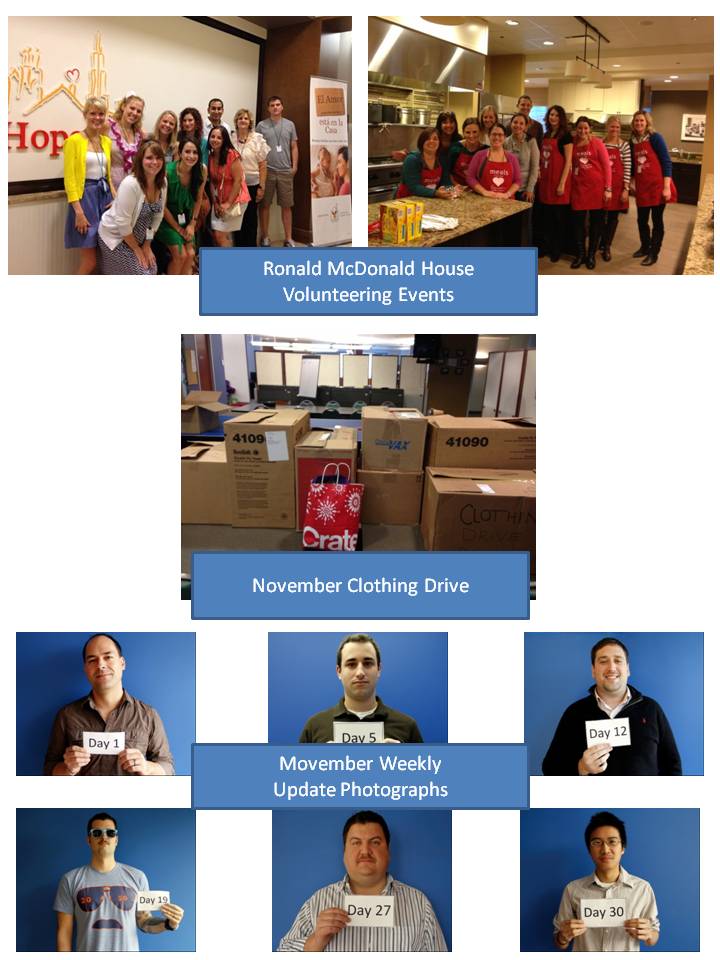 Hope
El Amor
está en la
Casa
meals
Ronald McDonald House
Volunteering Events
41090
VAX
41090
Crate
CLOTHING
DRIVE
November Clothing Drive
Day 1
Day 5
Day 12
Movember Weekly
Update Photographs
Day 19
Day 27
Day 30